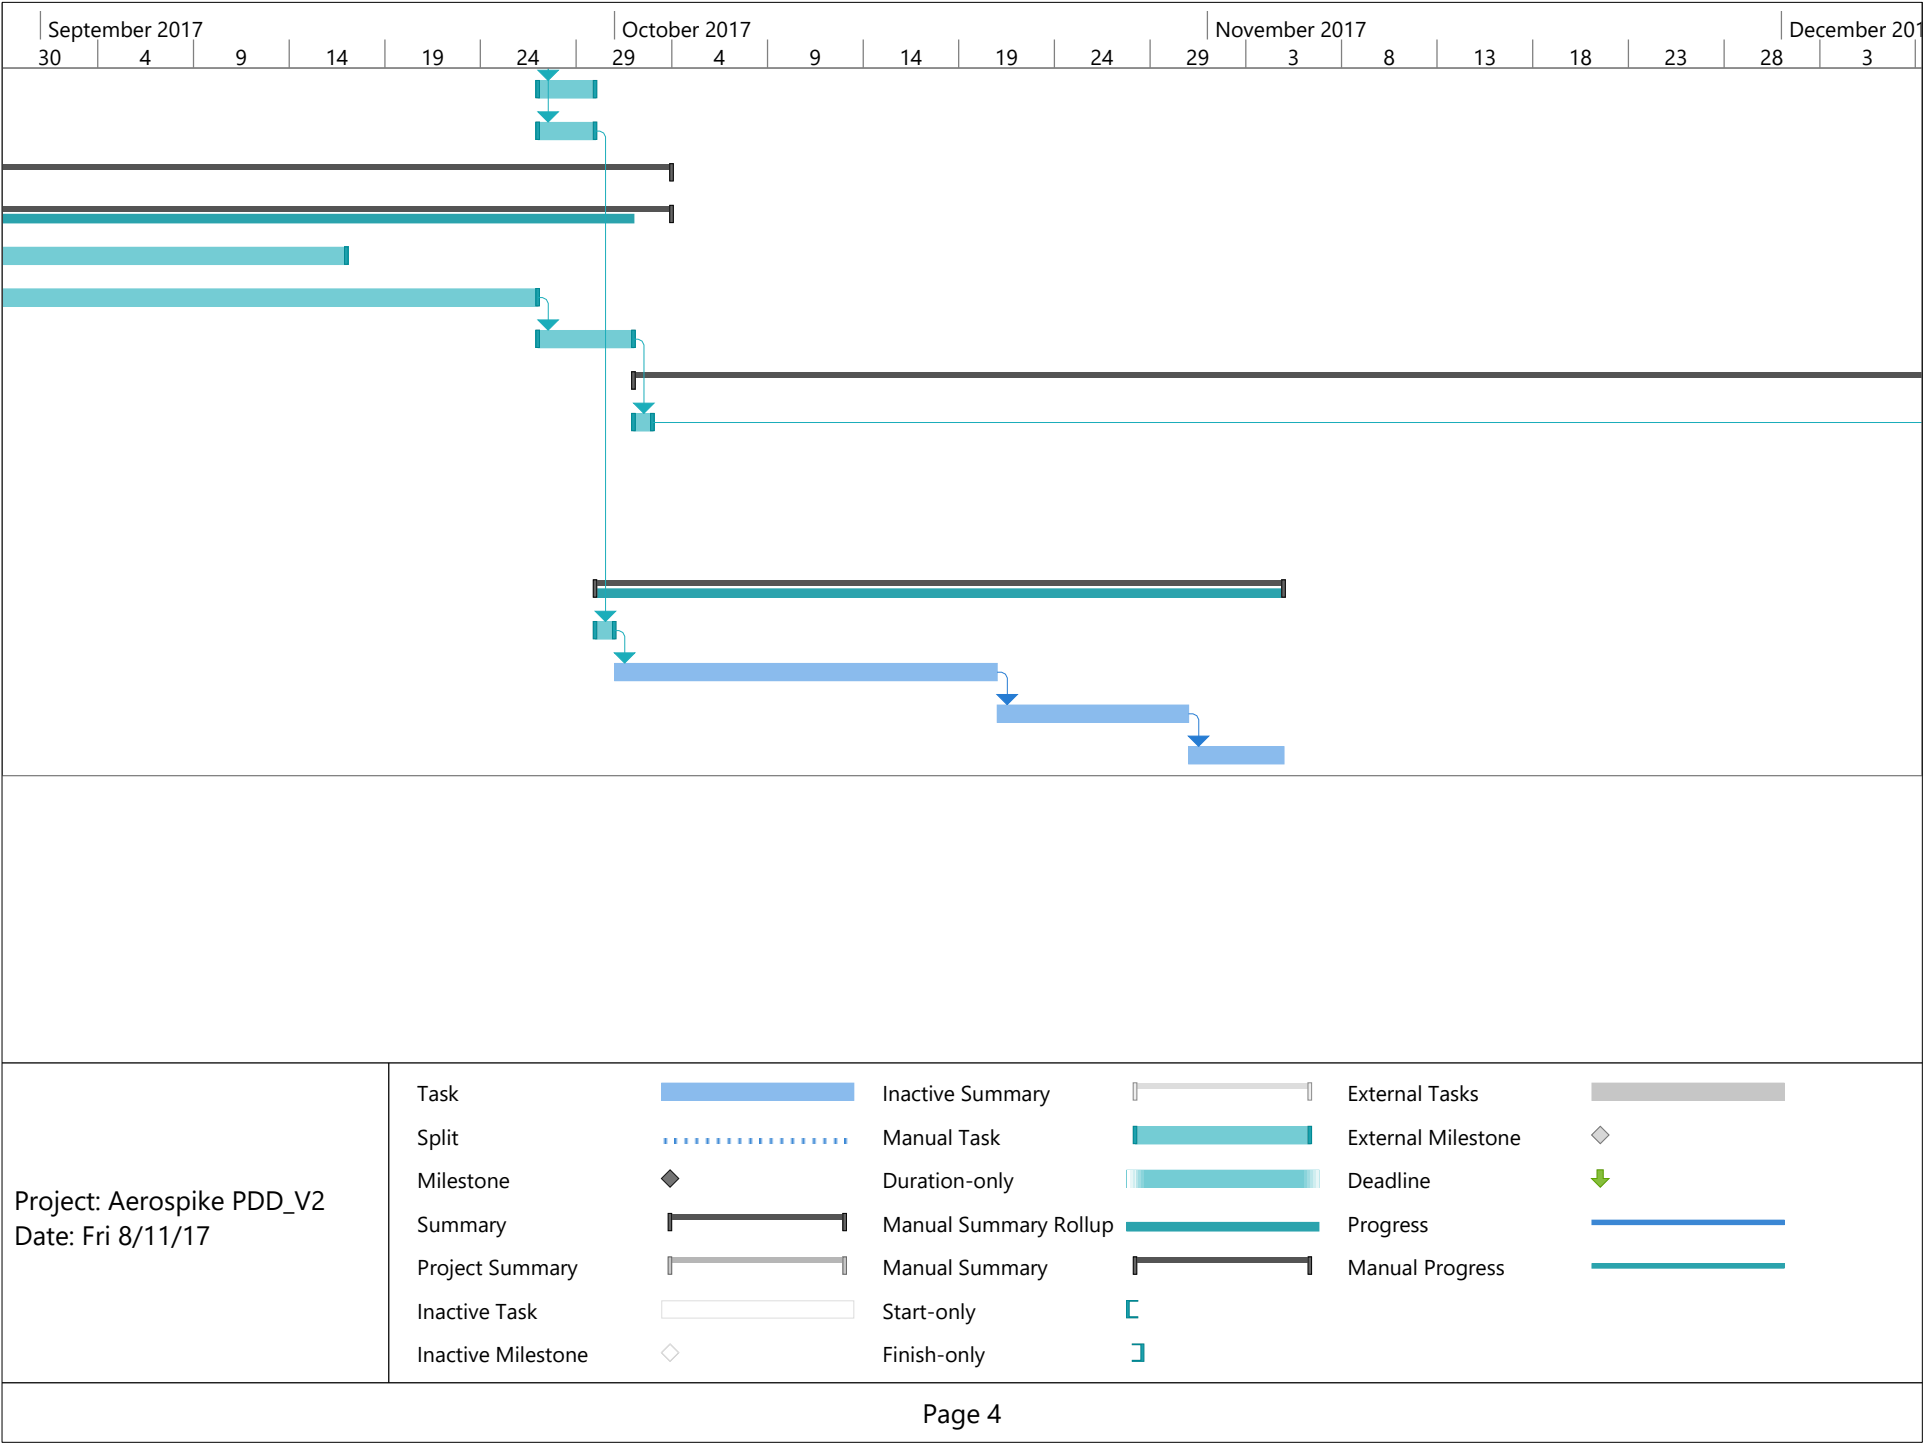 September 2017 October 2017 November 2017 December 201
30 4 9 14 19 24 29 4 9 14 19 24 29 3 8 13 18 23 28 3
Project: Aerospike PDD_V2
Date: Fri 8/11/17
Task
Split
Milestone
Summary
Project Summary
Inactive Task
Inactive Milestone
Inactive Summary
Manual Task
Duration-only
Manual Summary Rollup
Manual Summary
Start-only
Finish-only
External Tasks
External Milestone
Deadline
Progress
Manual Progress
Page 4